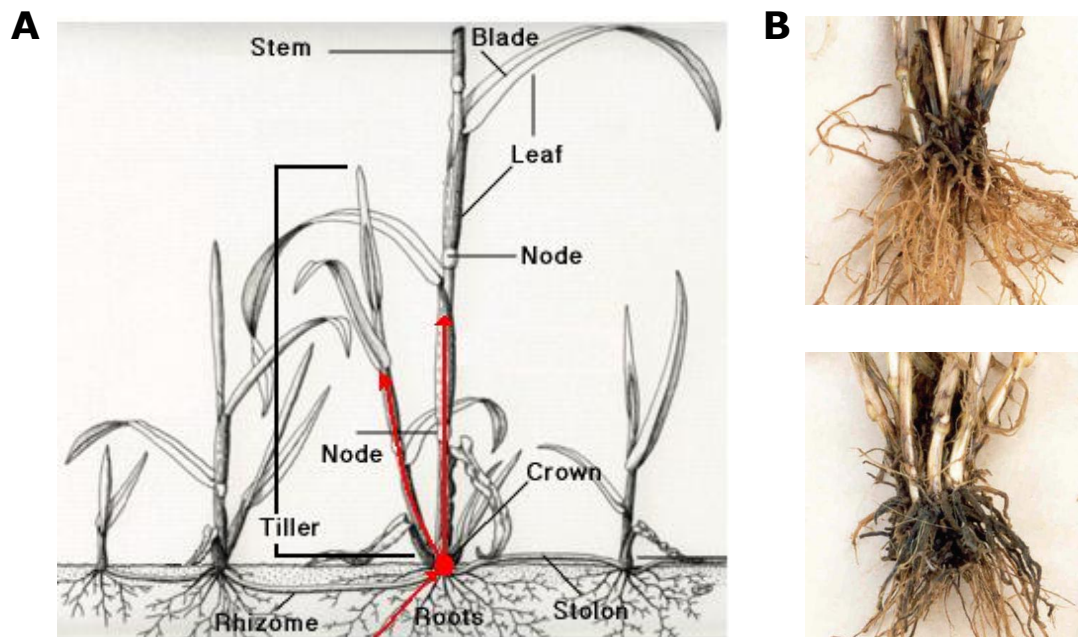 A
B
Stem
Blade
Leaf
Node
Node
Crown
Tiller
Rhizome
Roots
Stolon